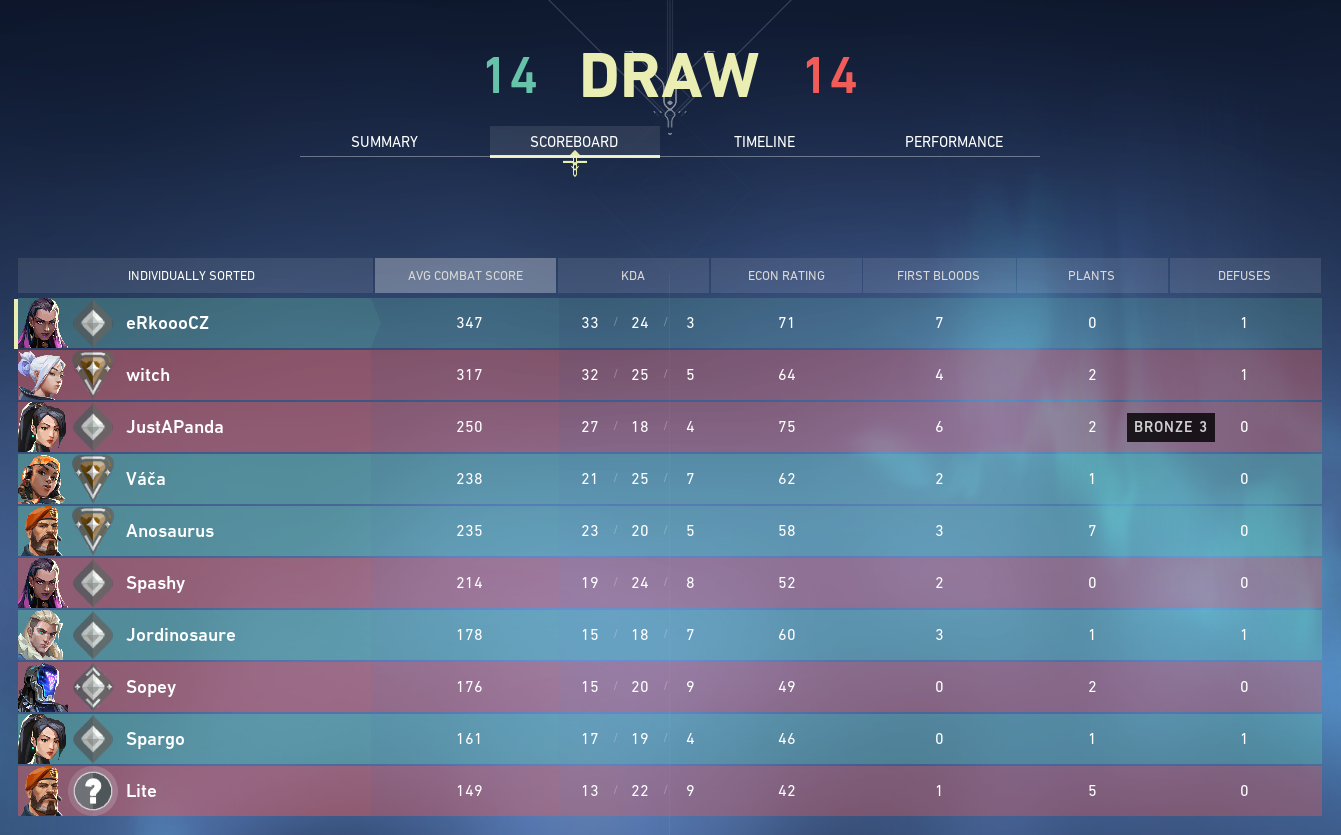 14 DRAW 14
SUMMARY SCOREBOARD TIMELINE PERFORMANCE
INDIVIDUALLY SORTED AVG COMBAT SCORE KDA ECON RATING FIRST BLOODS PLANTS DEFUSES
eRkoooCZ 347 33 / 24 / 3 71 7 0 1
witch 317 32 / 25 / 5 64 4 2 1
JustAPanda 250 27 / 18 / 4 75 6 2 BRONZE 3 0
Váča 238 21 / 25 / 7 62 2 1 0
Anosaurus 235 23 / 20 / 5 58 3 7 0
Spashy 214 19 / 24 / 8 52 2 0 0
Jordinosaure 178 15 / 18 / 7 60 3 1 1
Sopey 176 15 / 20 / 9 49 0 2 0
Spargo 161 17 / 19 / 4 46 0 1 1
? Lite 149 13 / 22 / 9 42 1 5 0